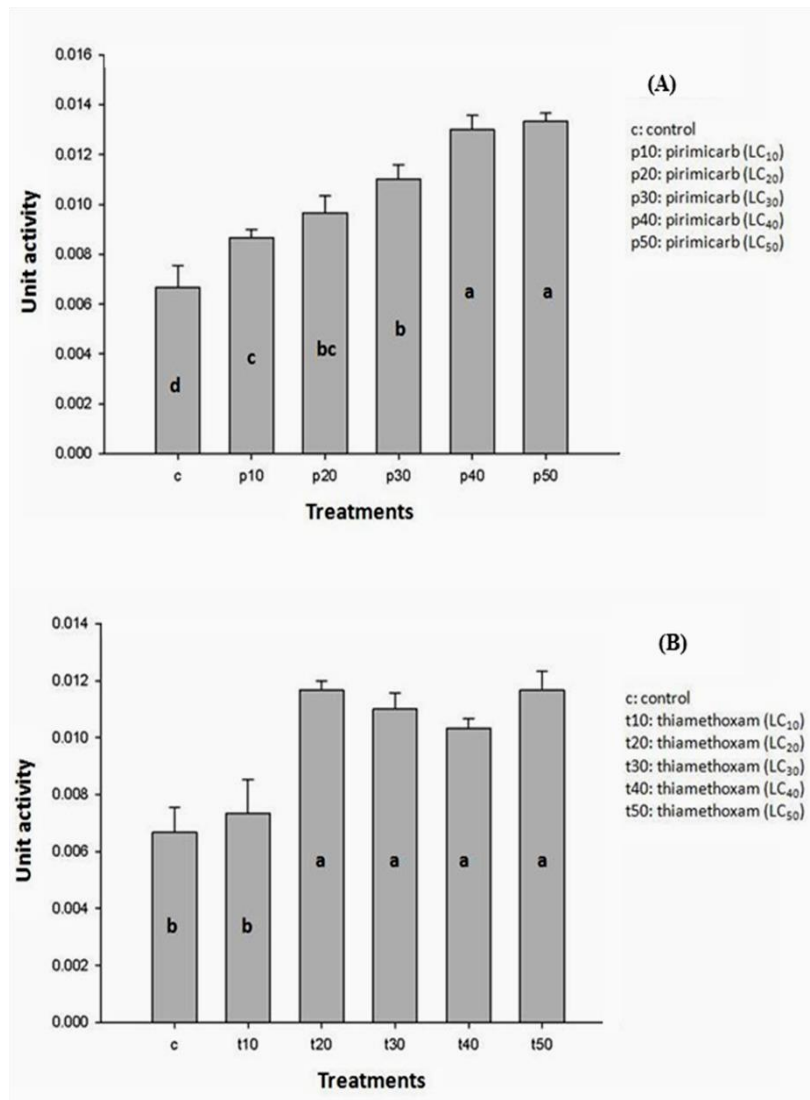 (A)
0.016
0.014
0.012
0.010
0.008
0.006
0.004
0.002
0.000
Unit activity
d
c
bc
b
a
a
c
p10
p20
p30
p40
p50
Treatments
c: control
p10: pirimicarb (LC₁₀)
p20: pirimicarb (LC₂₀)
p30: pirimicarb (LC₃₀)
p40: pirimicarb (LC₄₀)
p50: pirimicarb (LC₅₀)
(B)
0.014
0.012
0.010
0.008
0.006
0.004
0.002
0.000
Unit activity
b
b
a
a
a
a
c
t10
t20
t30
t40
t50
Treatments
c: control
t10: thiamethoxam (LC₁₀)
t20: thiamethoxam (LC₂₀)
t30: thiamethoxam (LC₃₀)
t40: thiamethoxam (LC₄₀)
t50: thiamethoxam (LC₅₀)